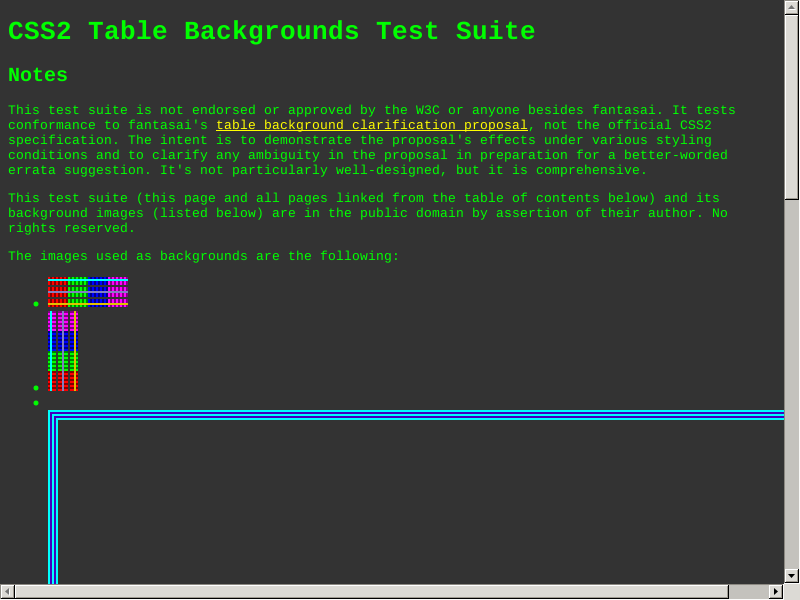 CSS2 Table Backgrounds Test Suite
Notes
This test suite is not endorsed or approved by the W3C or anyone besides fantasai. It tests
conformance to fantasai's table background clarification proposal, not the official CSS2
specification. The intent is to demonstrate the proposal's effects under various styling
conditions and to clarify any ambiguity in the proposal in preparation for a better-worded
errata suggestion. It's not particularly well-designed, but it is comprehensive.
This test suite (this page and all pages linked from the table of contents below) and its
background images (listed below) are in the public domain by assertion of their author. No
rights reserved.
The images used as backgrounds are the following: